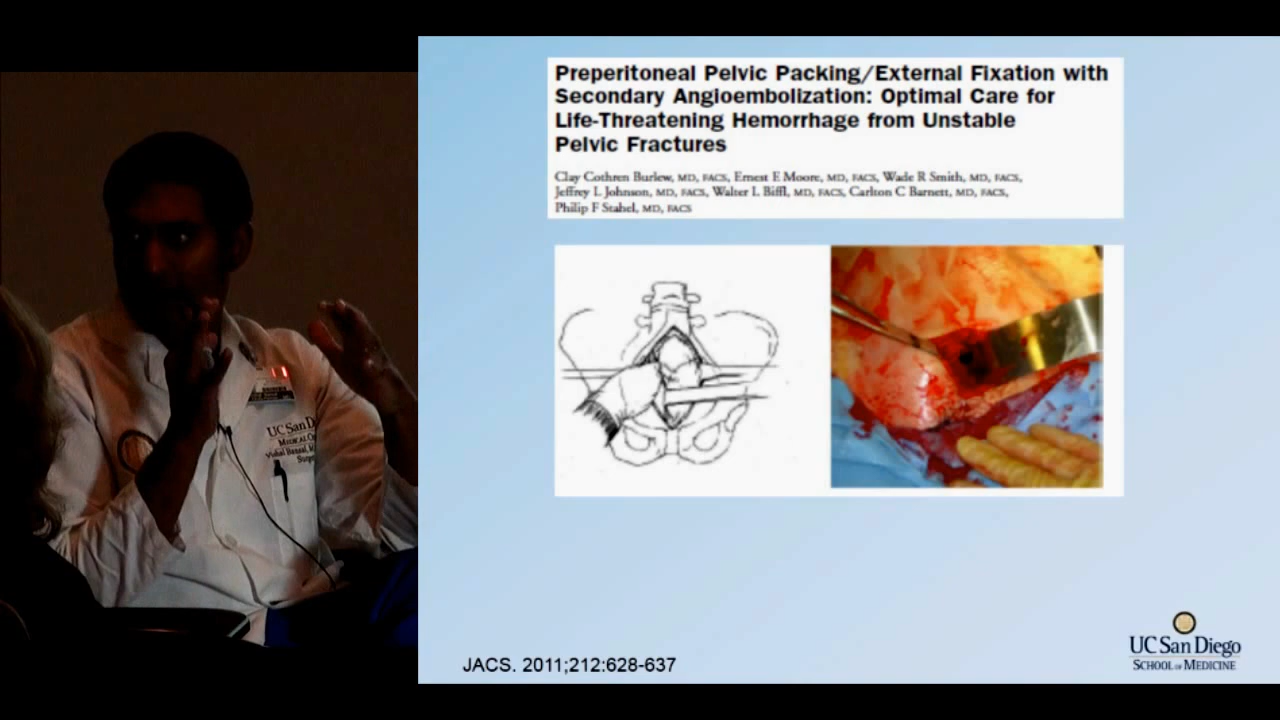 Preperitoneal Pelvic Packing/External Fixation with
Secondary Angioembolization: Optimal Care for
Life-Threatening Hemorrhage from Unstable
Pelvic Fractures
Clay Cothren Burlew, MD, FACS, Ernest E Moore, MD, FACS, Wade R Smith, MD, FACS,
Jeffrey L Johnson, MD, FACS, Walter L Biffl, MD, FACS, Carlton C Barnett, MD, FACS,
Philip F Stahel, MD, FACS
UC San D
Vishal Bansal, M
Surge
JACS. 2011;212:628-637
UC San Diego
SCHOOL OF MEDICINE